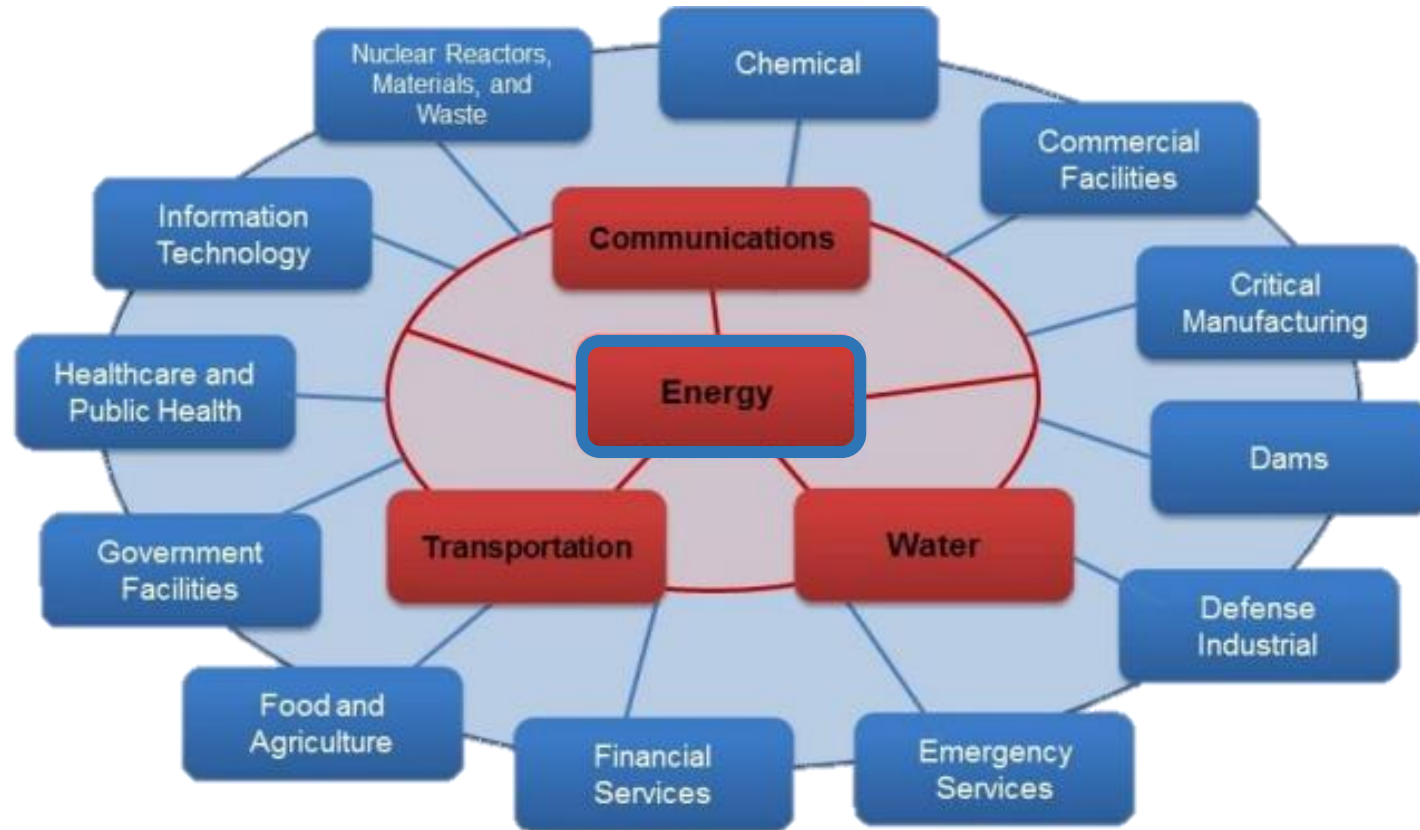 Nuclear Reactors,
Materials, and
Waste
Chemical
Commercial
Facilities
Information
Technology
Communications
Critical
Manufacturing
Healthcare and
Public Health
Energy
Dams
Government
Facilities
Transportation
Water
Defense
Industrial
Food and
Agriculture
Financial
Services
Emergency
Services